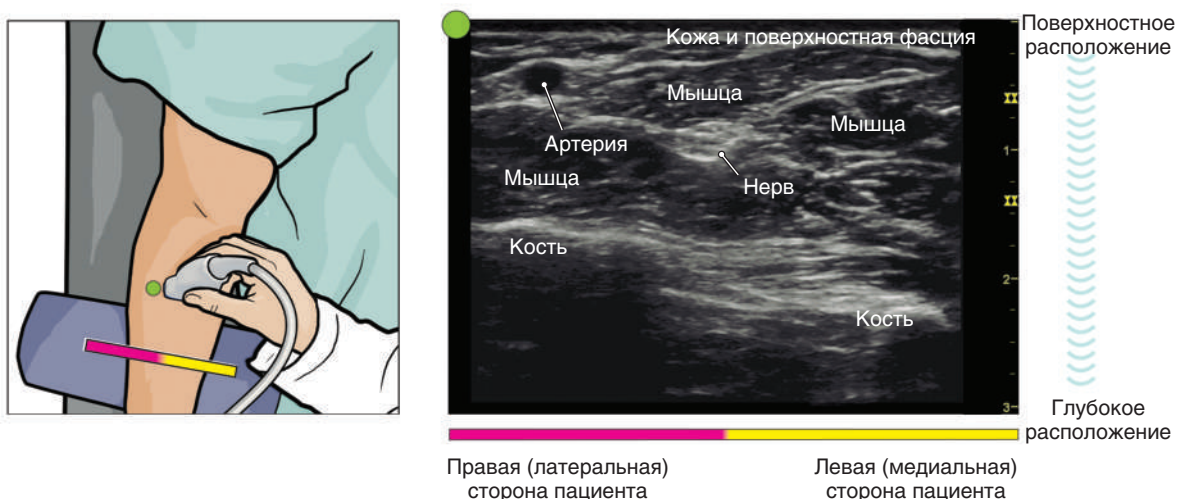 Кожа и поверхностная фасция
Мышца
Мышца
Артерия
Мышца
Нерв
Кость
Кость
1
2
3
Поверхностное
расположение
Глубокое
расположение
Правая (латеральная)
сторона пациента
Левая (медиальная)
сторона пациента